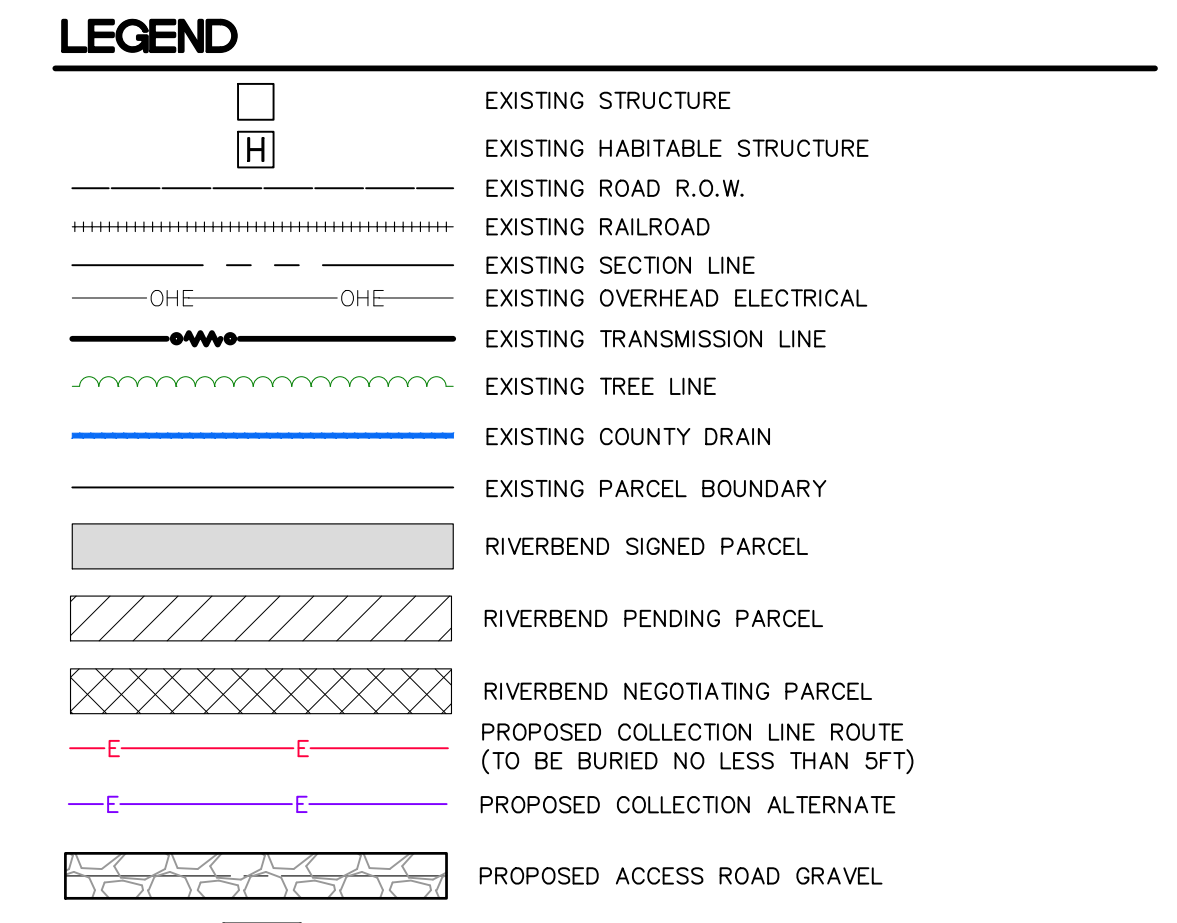 LEGEND
EXISTING STRUCTURE
H EXISTING HABITABLE STRUCTURE
EXISTING ROAD R.O.W.
EXISTING RAILROAD
EXISTING SECTION LINE
OHE OHE EXISTING OVERHEAD ELECTRICAL
EXISTING TRANSMISSION LINE
EXISTING TREE LINE
EXISTING COUNTY DRAIN
EXISTING PARCEL BOUNDARY
RIVERBEND SIGNED PARCEL
RIVERBEND PENDING PARCEL
RIVERBEND NEGOTIATING PARCEL
E E PROPOSED COLLECTION LINE ROUTE
(TO BE BURIED NO LESS THAN 5FT)
E E PROPOSED COLLECTION ALTERNATE
PROPOSED ACCESS ROAD GRAVEL